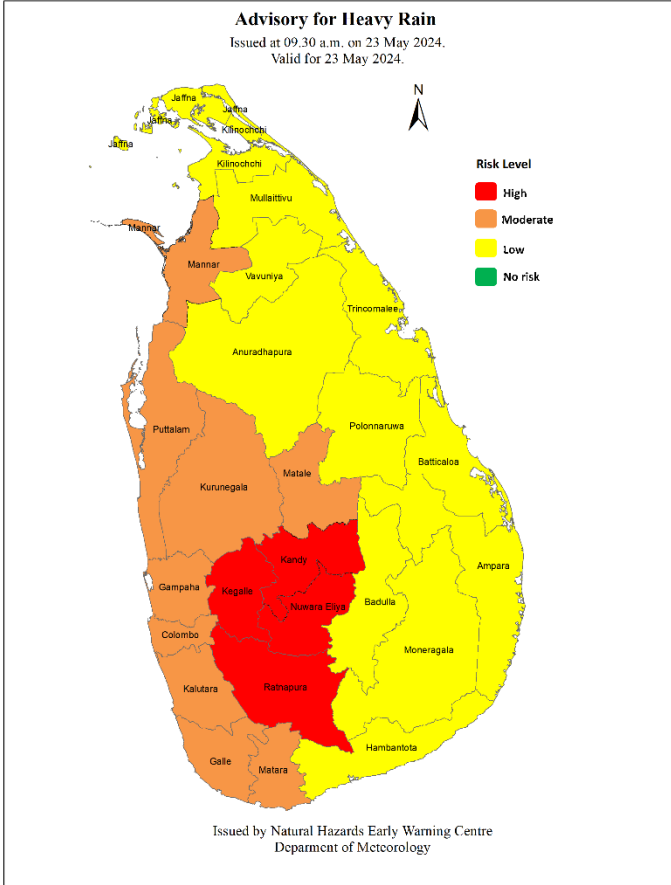 Advisory for Heavy Rain
Issued at 09.30 a.m. on 23 May 2024.
Valid for 23 May 2024.
N
Risk Level
High
Moderate
Low
No risk
Jaffna
Jaffna
Jaffna
Kilinochchi
Jaffna
Kilinochchi
Mullaittivu
Mannar
Mannar
Vavuniya
Trincomalee
Anuradhapura
Polonnaruwa
Puttalam
Batticaloa
Matale
Kurunegala
Kandy
Ampara
Gampaha
Kegalle
Nuwara Eliya
Badulla
Colombo
Moneragala
Kalutara
Ratnapura
Hambantota
Galle
Matara
Issued by Natural Hazards Early Warning Centre
Deparment of Meteorology